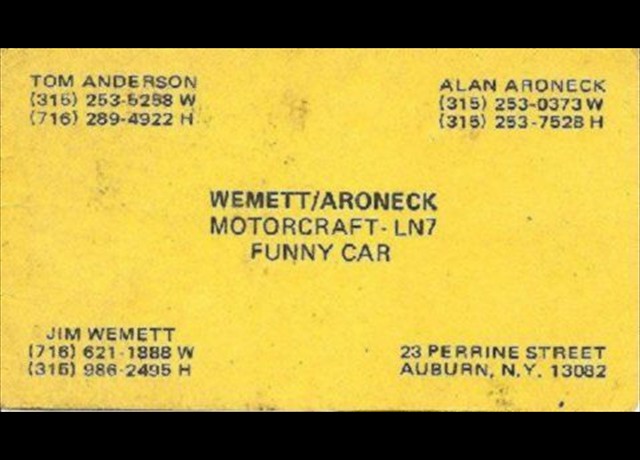 TOM ANDERSON
(315) 253-5258 W
(716) 289-4922 H
ALAN ARONECK
(315) 253-0373 W
(315) 253-7528 H
WEMETT/ARONECK
MOTORCRAFT- LN7
FUNNY CAR
JIM WEMETT
(716) 621-1888 W
(315) 986-2495 H
23 PERRINE STREET
AUBURN, N.Y. 13082